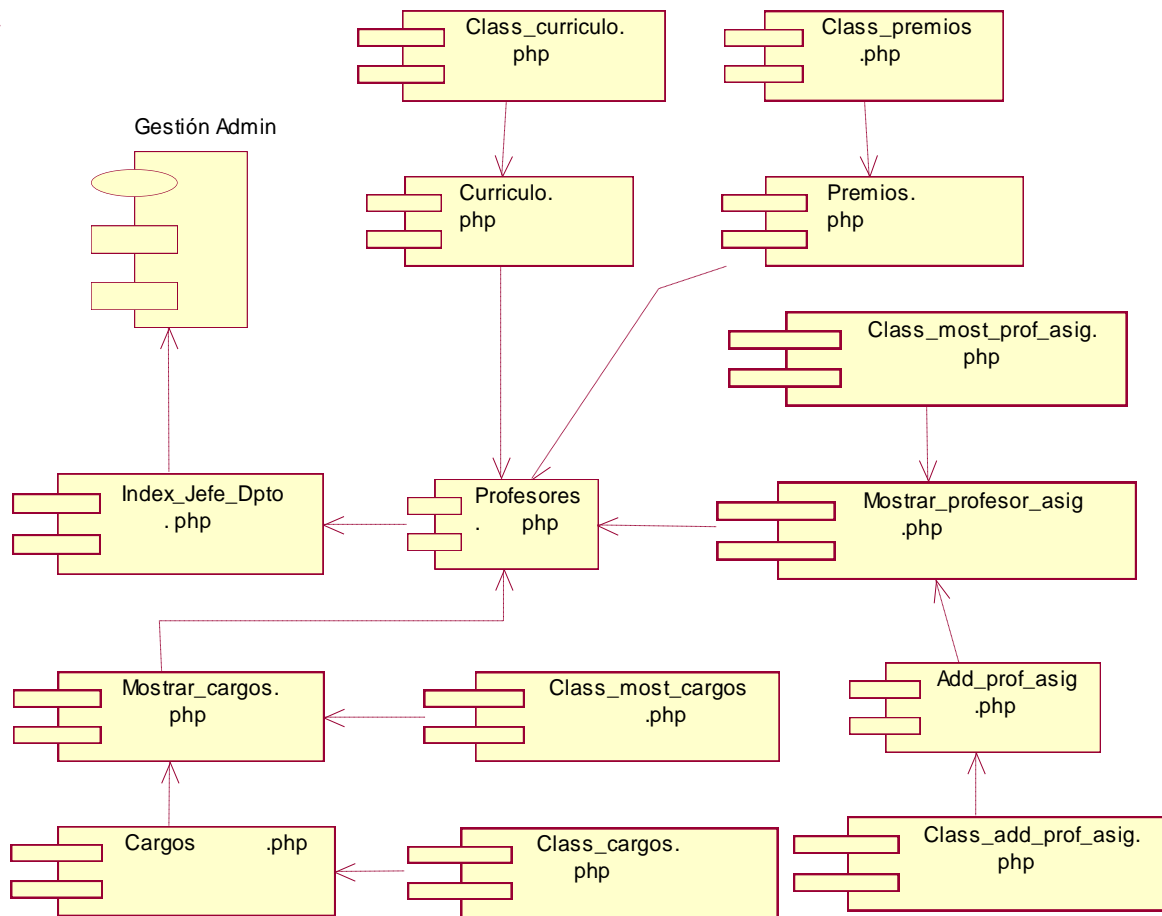 Class_curriculo.
php
Class_premios
.php
Gestión Admin
Curriculo.
php
Premios.
php
Class_most_prof_asig.
php
Index_Jefe_Dpto
. php
Profesores
. php
Mostrar_profesor_asig
.php
Mostrar_cargos.
php
Class_most_cargos
.php
Add_prof_asig
.php
Cargos .php
Class_cargos.
php
Class_add_prof_asig.
php